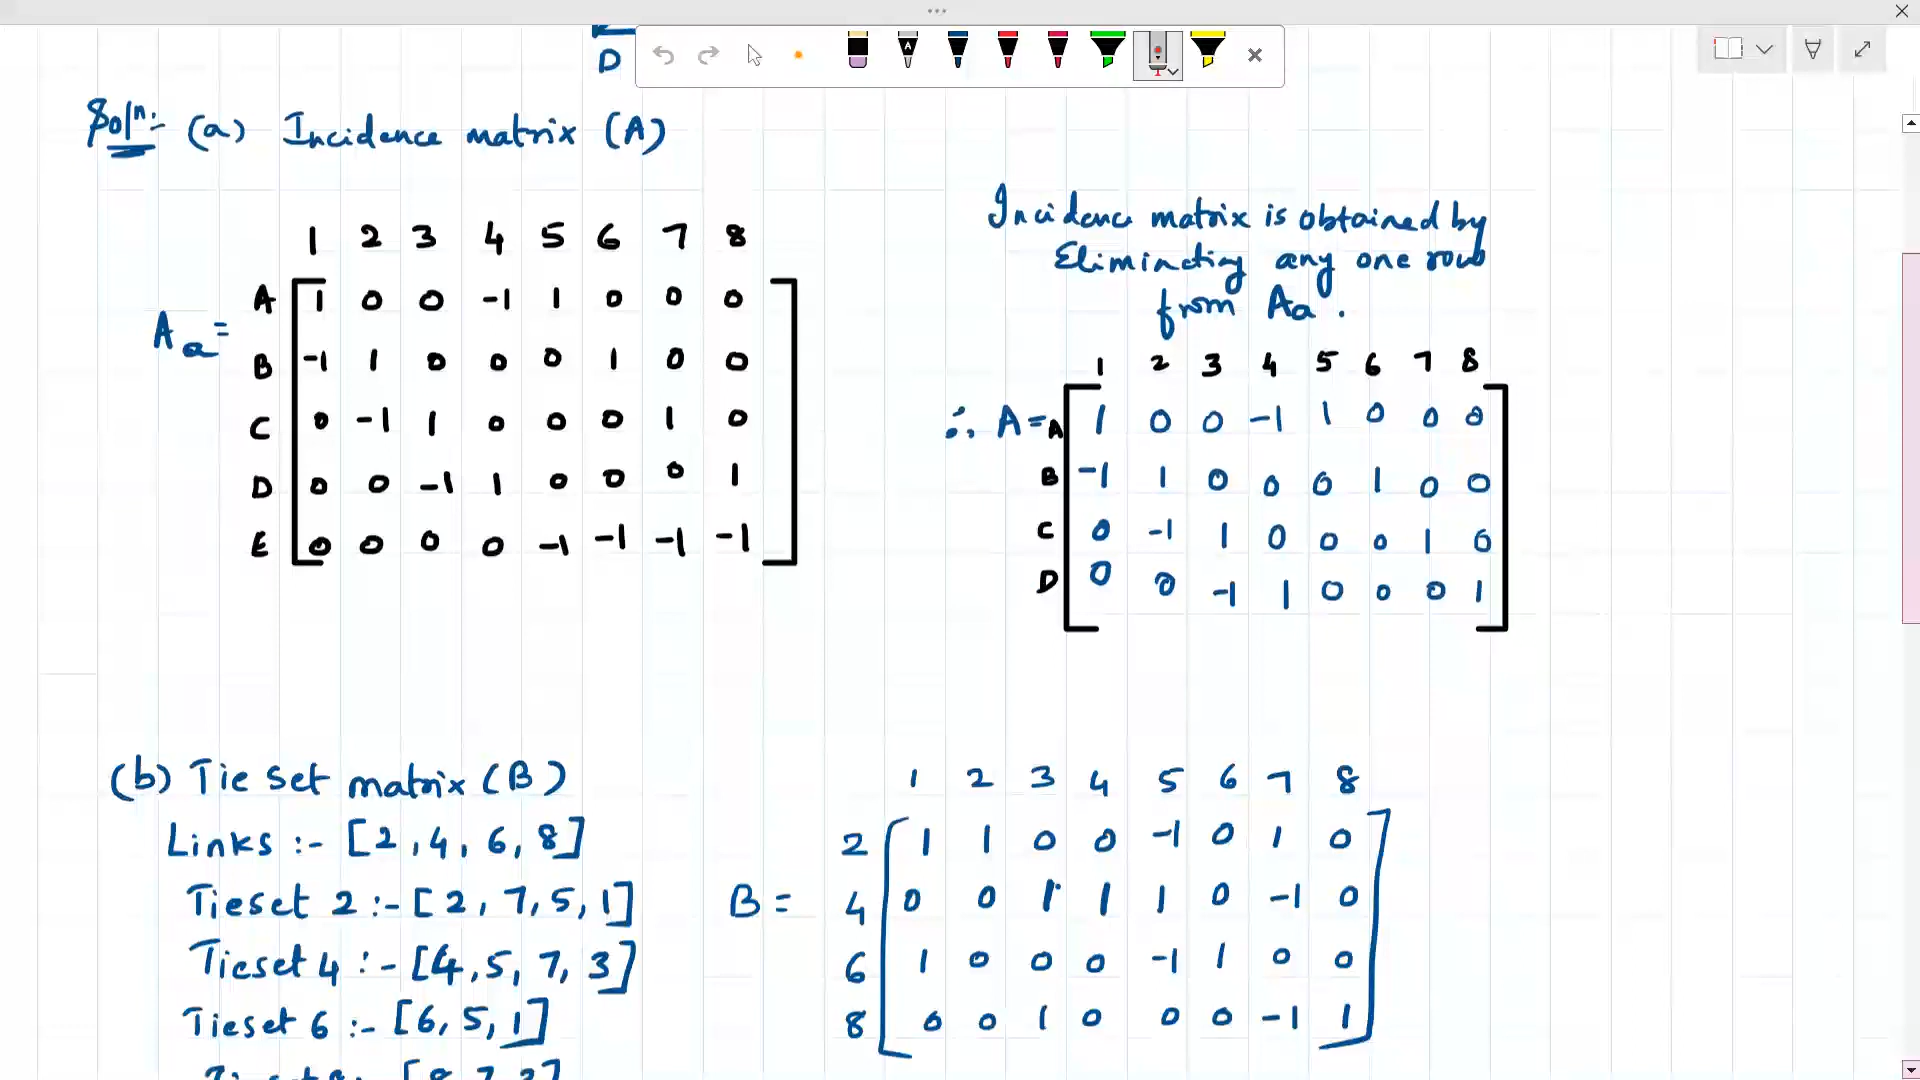 D
Soln:- (a) Incidence matrix (A)
1 2 3 4 5 6 7 8
Aa =
A 1 0 0 -1 1 0 0 0
B -1 1 0 0 0 1 0 0
C 0 -1 1 0 0 0 1 0
D 0 0 -1 1 0 0 0 1
E 0 0 0 0 -1 -1 -1 -1
Incidence matrix is obtained by
Eliminating any one row
from Aa.
1 2 3 4 5 6 7 8
∴ A = A 1 0 0 -1 1 0 0 0
B -1 1 0 0 0 1 0 0
C 0 -1 1 0 0 0 1 0
D 0 0 -1 1 0 0 0 1
(b) Tie set matrix (B)
Links :- [2, 4, 6, 8]
Tieset 2 :- [2, 7, 5, 1]
Tieset 4 :- [4, 5, 7, 3]
Tieset 6 :- [6, 5, 1]
1 2 3 4 5 6 7 8
B =
2 1 1 0 0 -1 0 1 0
4 0 0 1 1 1 0 -1 0
6 1 0 0 0 -1 1 0 0
8 0 0 1 0 0 0 -1 1